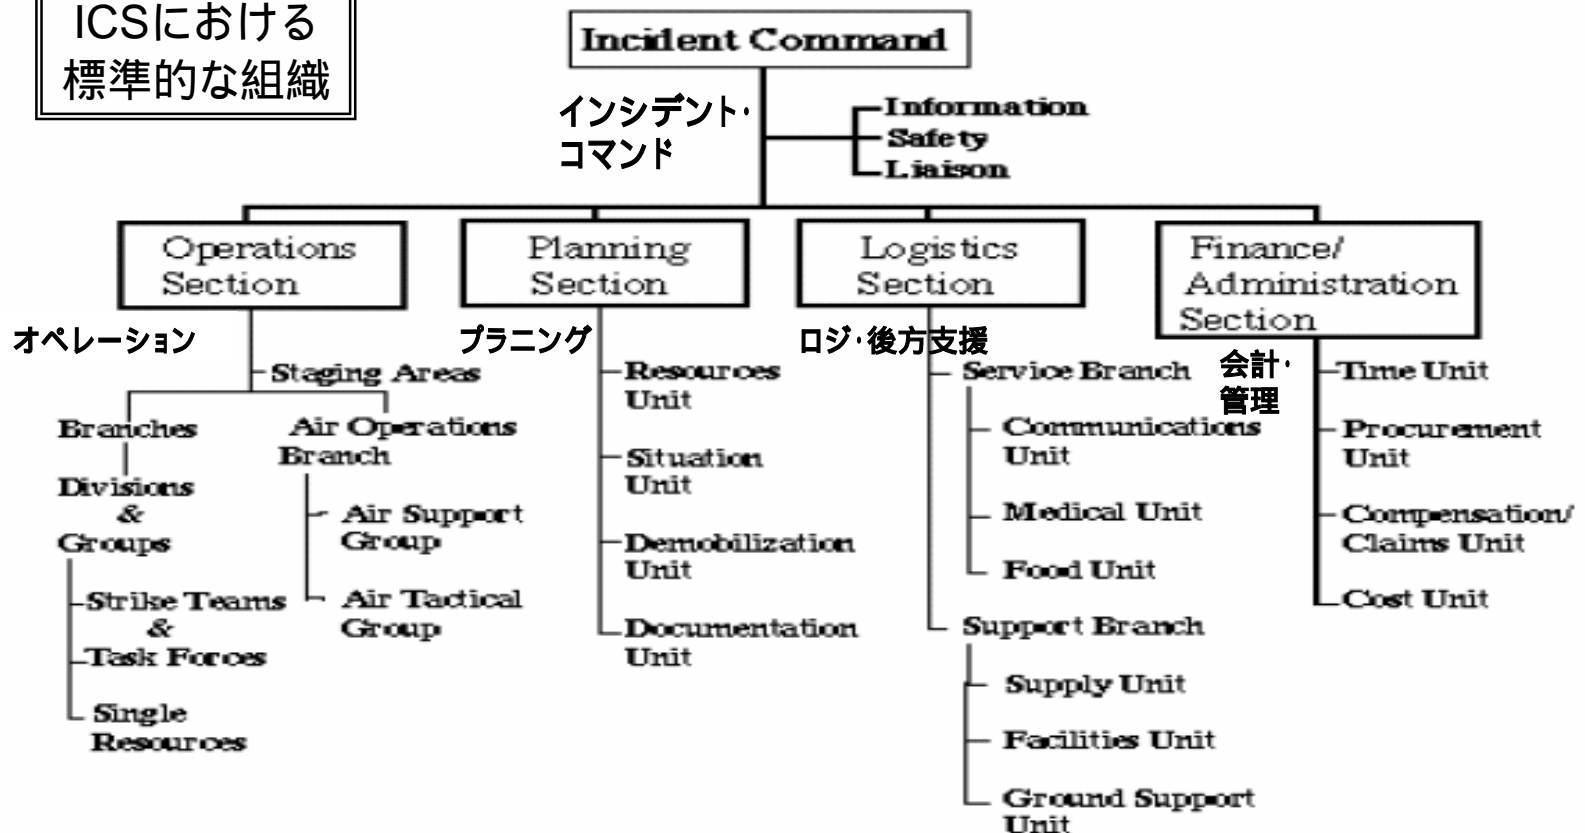 ICSにおける
標準的な組織
Incident Command
インシデント・
コマンド
Information
Safety
Liaison
Operations
Section
オペレーション
Staging Areas
Branches
Divisions
&
Groups
Strike Teams
&
Task Forces
Single
Resources
Air Operations
Branch
Air Support
Group
Air Tactical
Group
Planning
Section
プラニング
Resources
Unit
Situation
Unit
Demobilization
Unit
Documentation
Unit
Logistics
Section
ロジ・後方支援
Service Branch
Communications
Unit
Medical Unit
Food Unit
Support Branch
Supply Unit
Facilities Unit
Ground Support
Unit
Finance/
Administration
Section
会計・
管理
Time Unit
Procurement
Unit
Compensation/
Claims Unit
Cost Unit